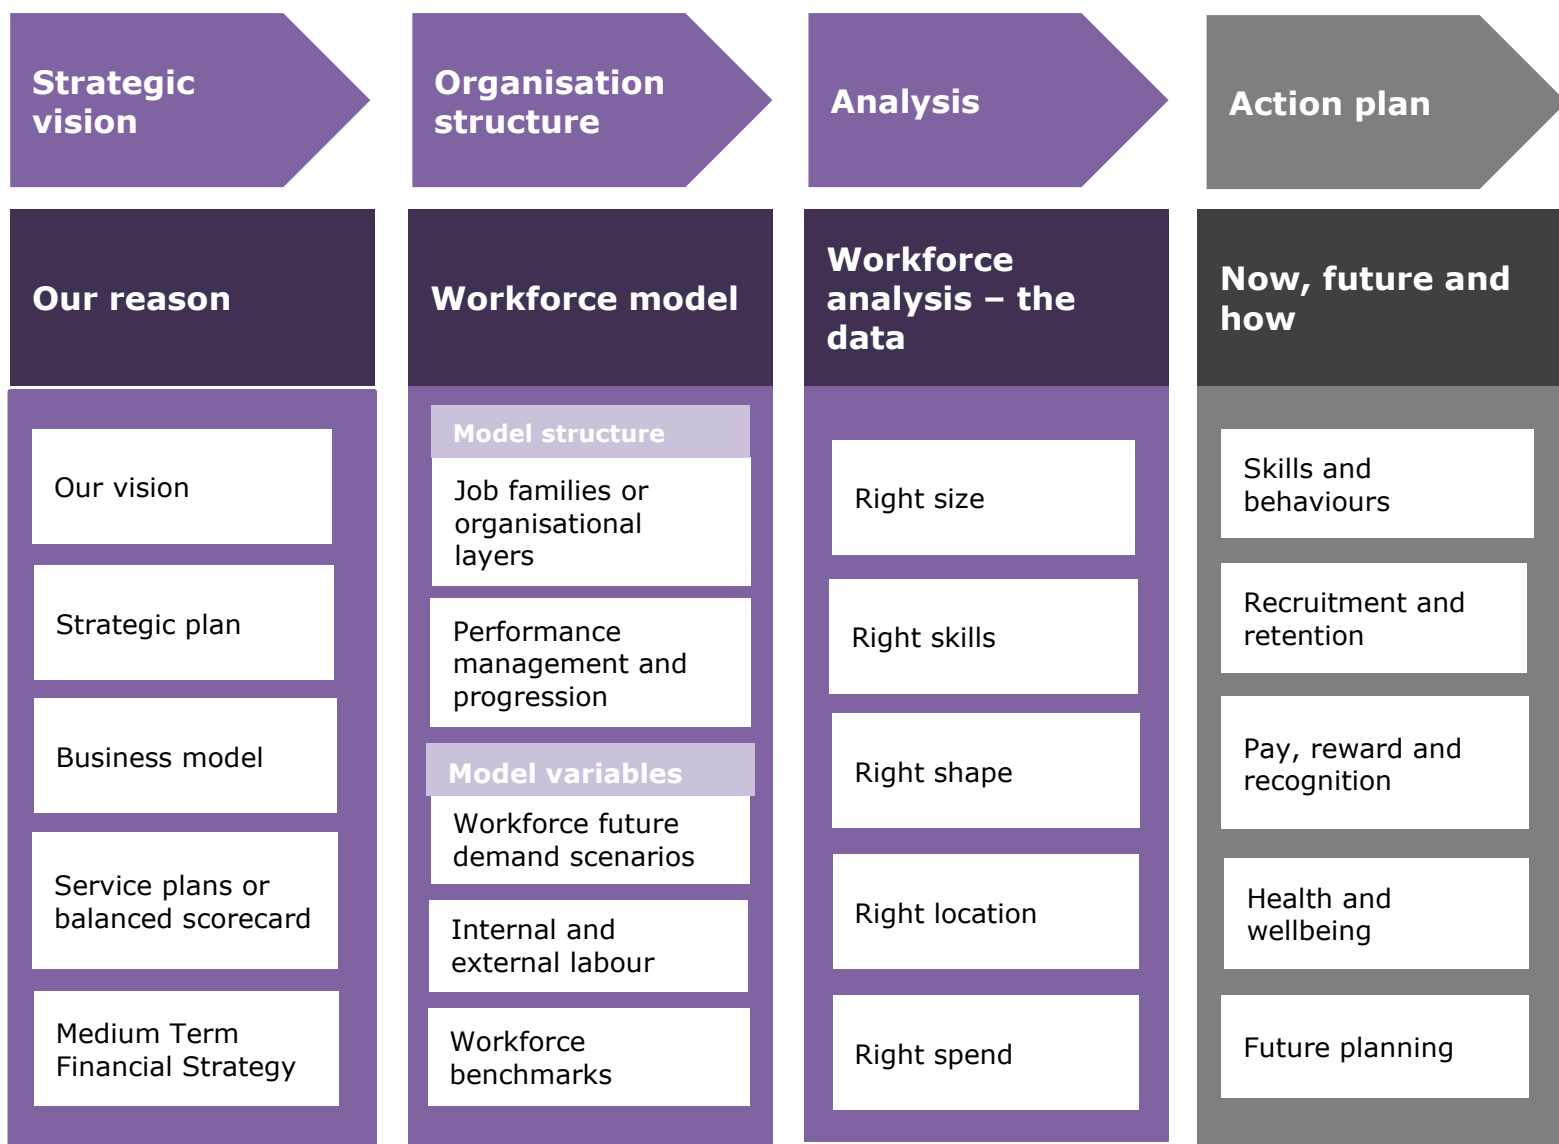 Strategic
vision
Organisation
structure
Analysis
Action plan
Our reason
Workforce model
Workforce
analysis – the
data
Now, future and
how
Our vision
Strategic plan
Business model
Service plans or
balanced scorecard
Medium Term
Financial Strategy
Model structure
Job families or
organisational
layers
Performance
management and
progression
Model variables
Workforce future
demand scenarios
Internal and
external labour
Workforce
benchmarks
Right size
Right skills
Right shape
Right location
Right spend
Skills and
behaviours
Recruitment and
retention
Pay, reward and
recognition
Health and
wellbeing
Future planning